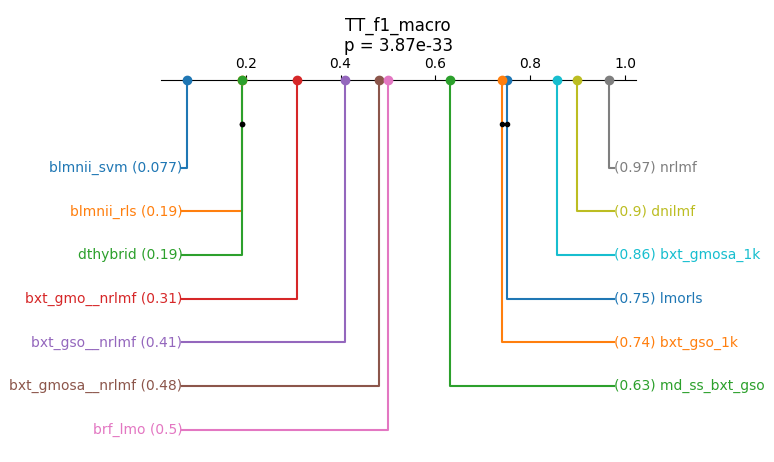 TT_f1_macro
p = 3.87e-33
0.2 0.4 0.6 0.8 1.0
blmnii_svm (0.077) (0.97) nrlmf
blmnii_rls (0.19) (0.9) dnilmf
dthybrid (0.19) (0.86) bxt_gmosa_1k
bxt_gmo__nrlmf (0.31) (0.75) lmorls
bxt_gso__nrlmf (0.41) (0.74) bxt_gso_1k
bxt_gmosa__nrlmf (0.48) (0.63) md_ss_bxt_gso
brf_lmo (0.5)